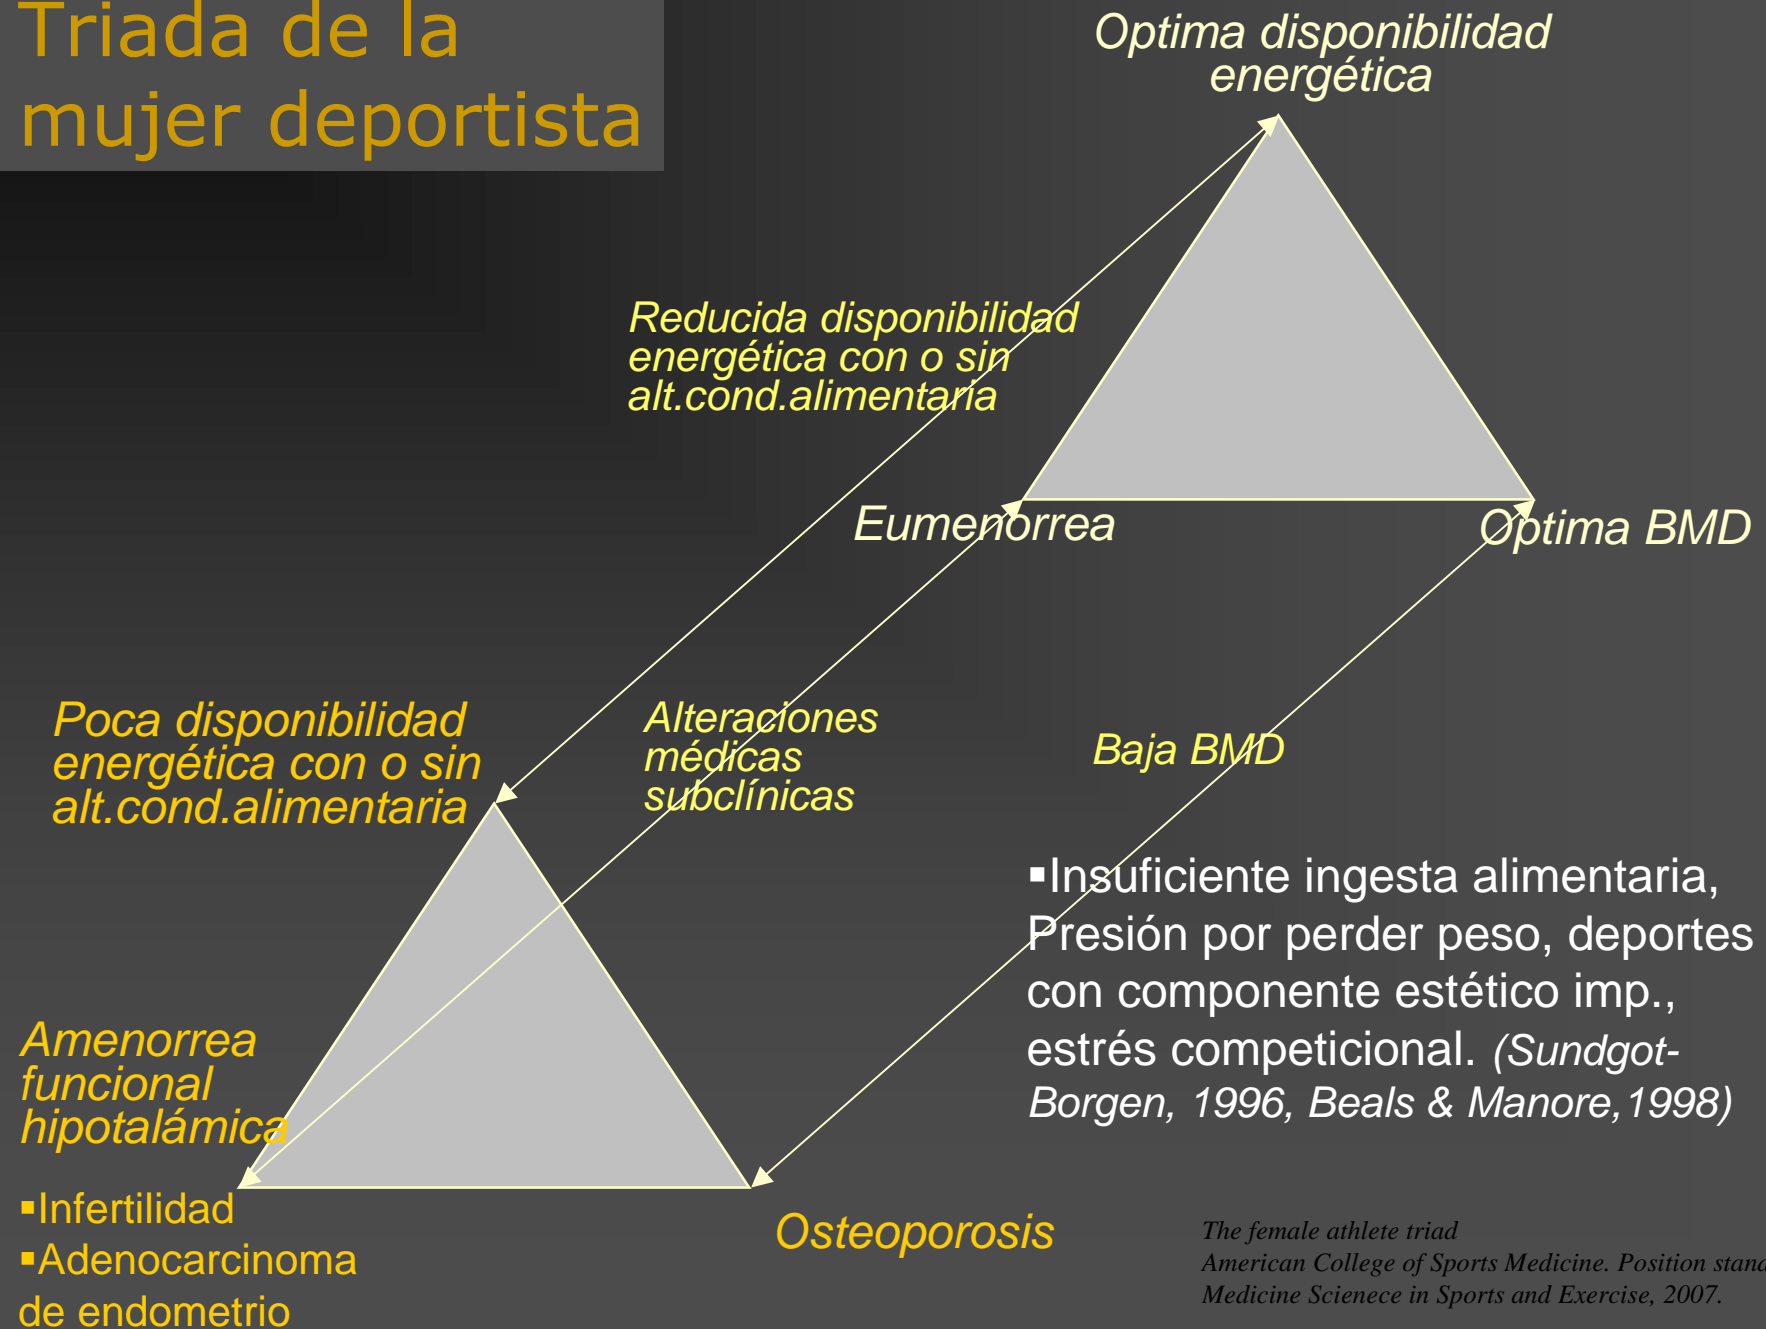 Triada de la
mujer deportista
Optima disponibilidad
energética
Reducida disponibilidad
energética con o sin
alt.cond.alimentaria
Eumenorrea
Optima BMD
Poca disponibilidad
energética con o sin
alt.cond.alimentaria
Alteraciones
médicas
subclínicas
Baja BMD
▪Insuficiente ingesta alimentaria,
Presión por perder peso, deportes
con componente estético imp.,
estrés competicional. (Sundgot-
Borgen, 1996, Beals & Manore,1998)
Amenorrea
funcional
hipotalámica
▪Infertilidad
▪Adenocarcinoma
de endometrio
Osteoporosis
The female athlete triad
American College of Sports Medicine. Position stand
Medicine Scienece in Sports and Exercise, 2007.